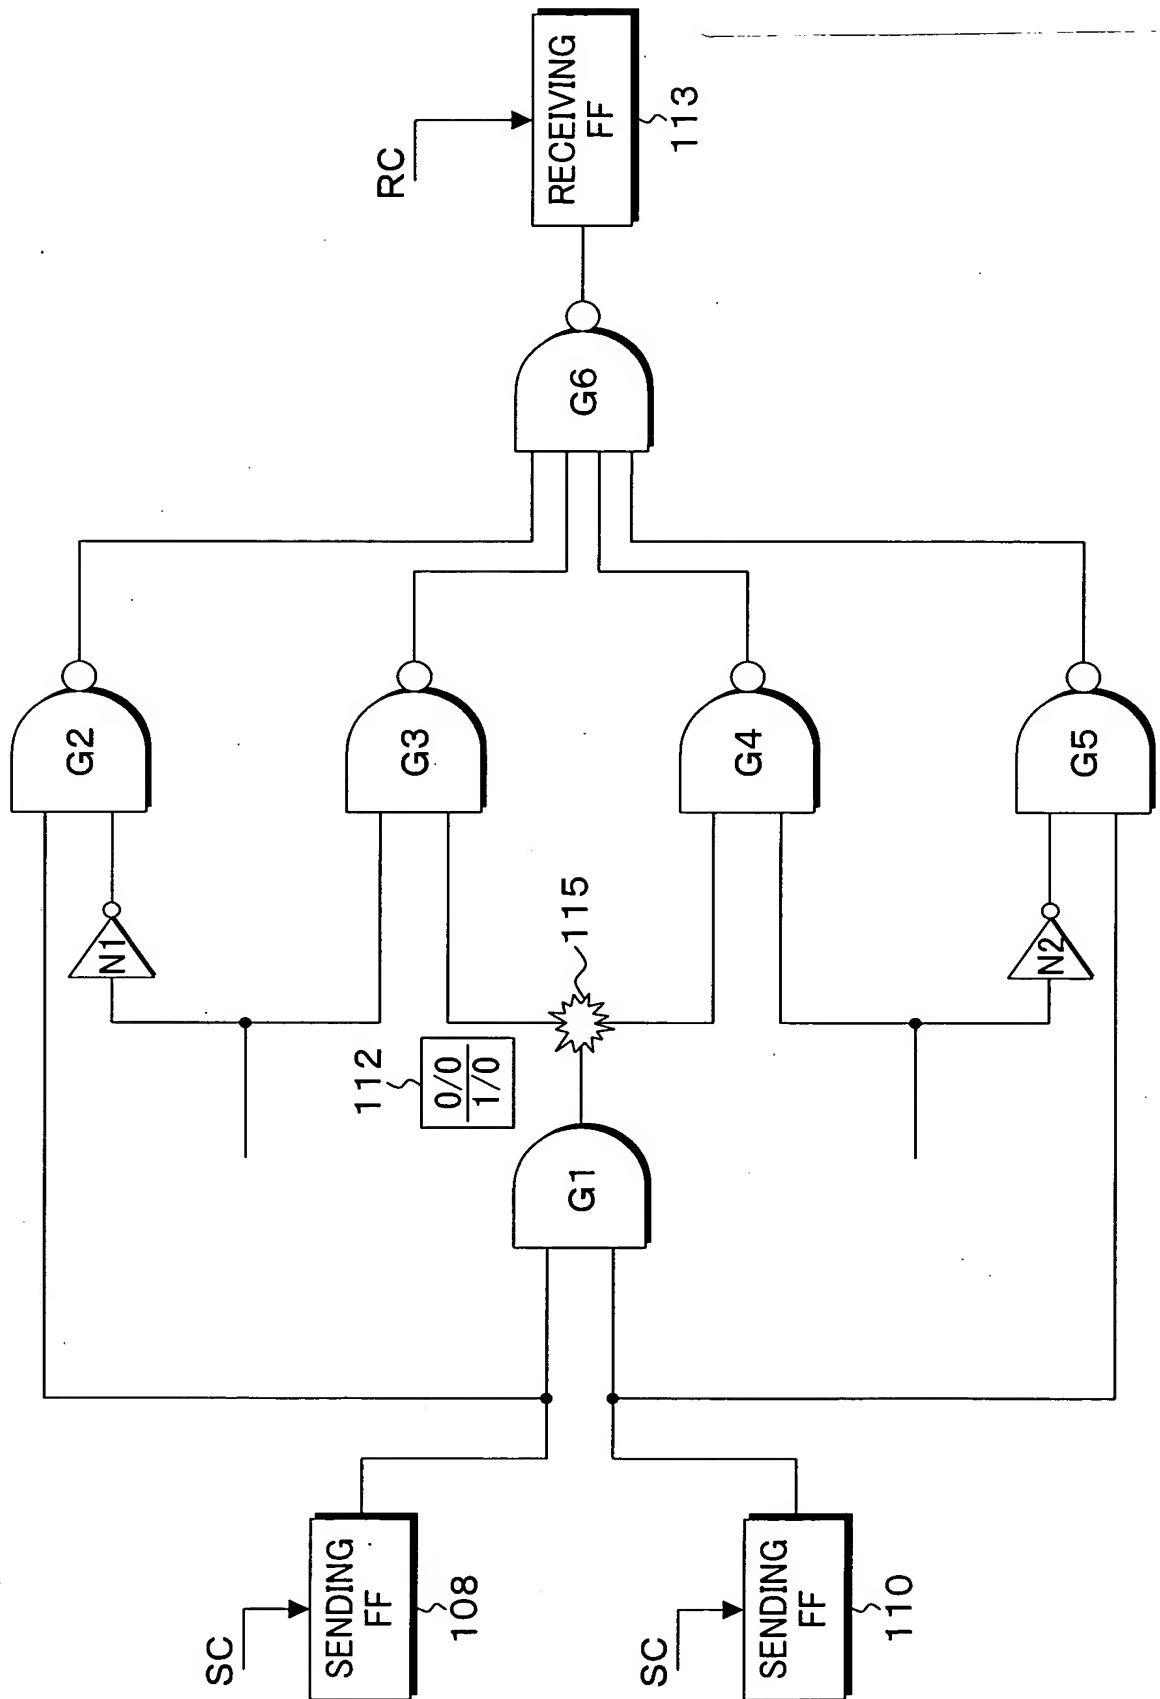 SC
SENDING
FF
108
SC
SENDING
FF
110
G1
112
0/0
1/0
115
N1
N2
G2
G3
G4
G5
G6
RC
RECEIVING
FF
113